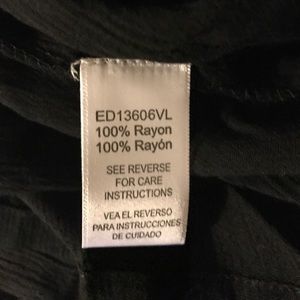 ED13606VL
100% Rayon
100% Rayón
SEE REVERSE
FOR CARE
INSTRUCTIONS
VEA EL REVERSO
PARA INSTRUCCIONES
DE CUIDADO